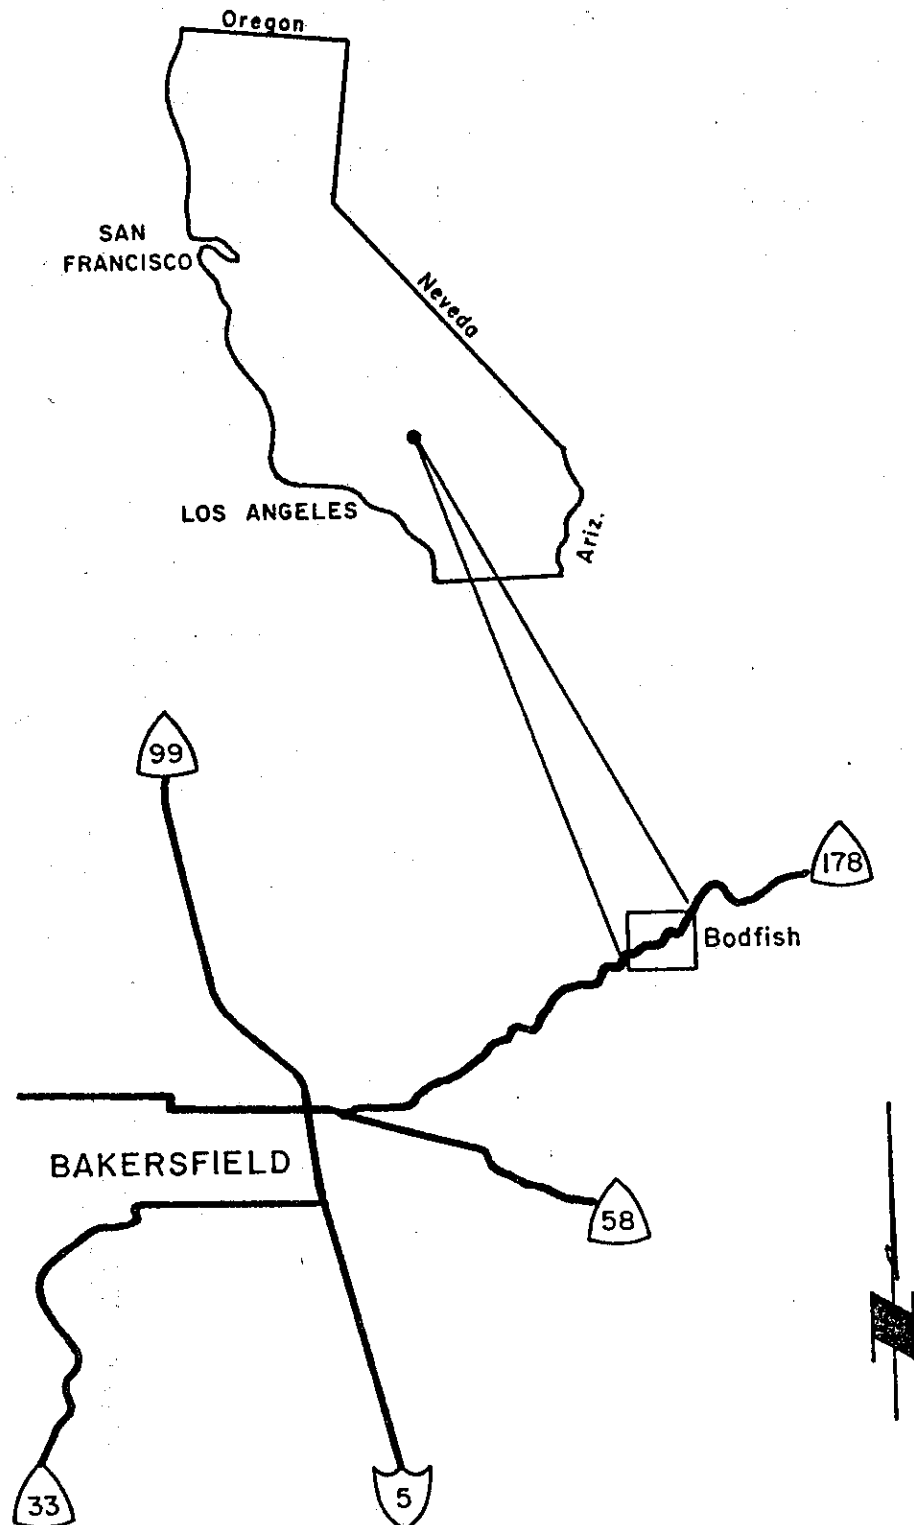 Oregon
SAN
FRANCISCO
Neveda
LOS ANGELES
Ariz.
99
178
Bodfish
BAKERSFIELD
58
33
5